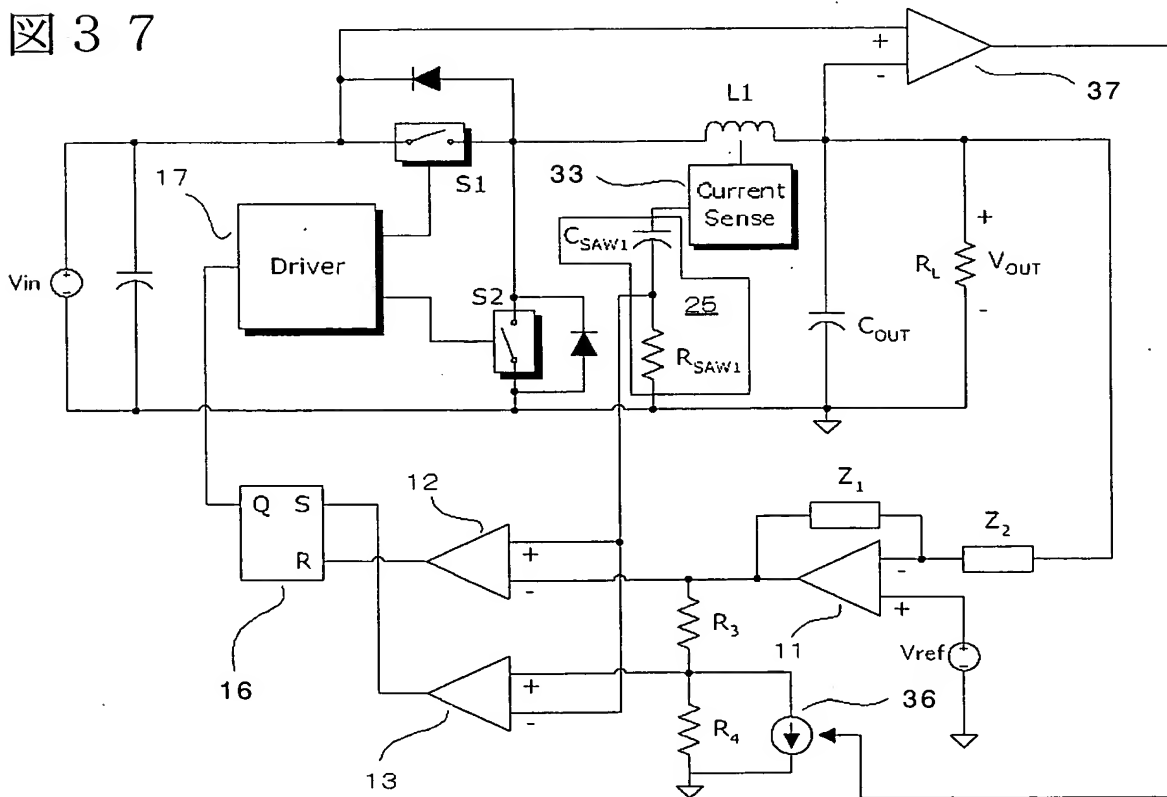 図37
+
-
37
L1
33
Current
Sense
17
S1
C_SAW1
Driver
+
R_L
V_OUT
-
Vin
+
-
S2
25
R_SAW1
C_OUT
Z_1
12
Q
S
R
+
-
Z_2
-
+
R_3
11
Vref
+
-
16
+
-
R_4
36
13